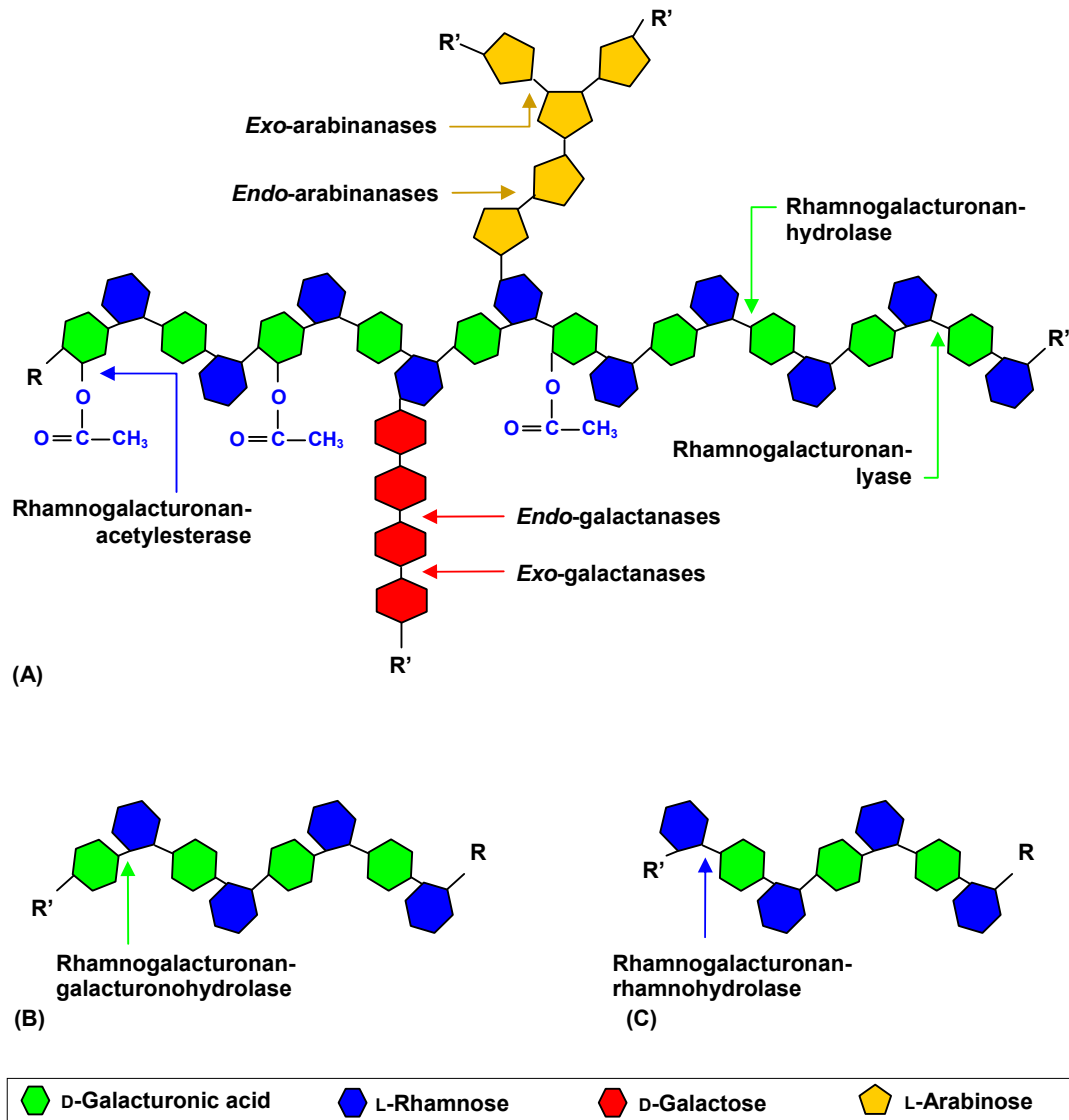 R’
R’
Exo-arabinanases
Endo-arabinanases
Rhamnogalacturonan-
hydrolase
R
R’
O
O
O
O=C–CH₃
O=C–CH₃
O=C–CH₃
Rhamnogalacturonan-
lyase
Rhamnogalacturonan-
acetylesterase
Endo-galactanases
Exo-galactanases
R’
(A)
R’
R
Rhamnogalacturonan-
galacturonohydrolase
(B)
R’
R
Rhamnogalacturonan-
rhamnohydrolase
(C)
D-Galacturonic acid
L-Rhamnose
D-Galactose
L-Arabinose